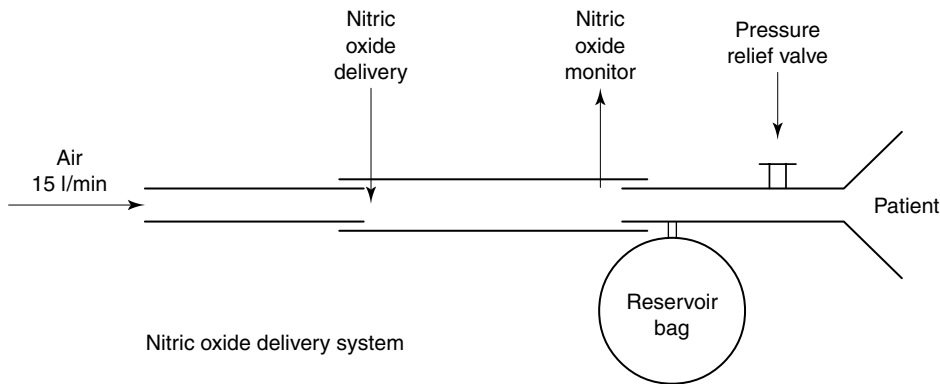 Nitric
oxide
delivery
Nitric
oxide
monitor
Pressure
relief valve
Air
15 l/min
Patient
Reservoir
bag
Nitric oxide delivery system